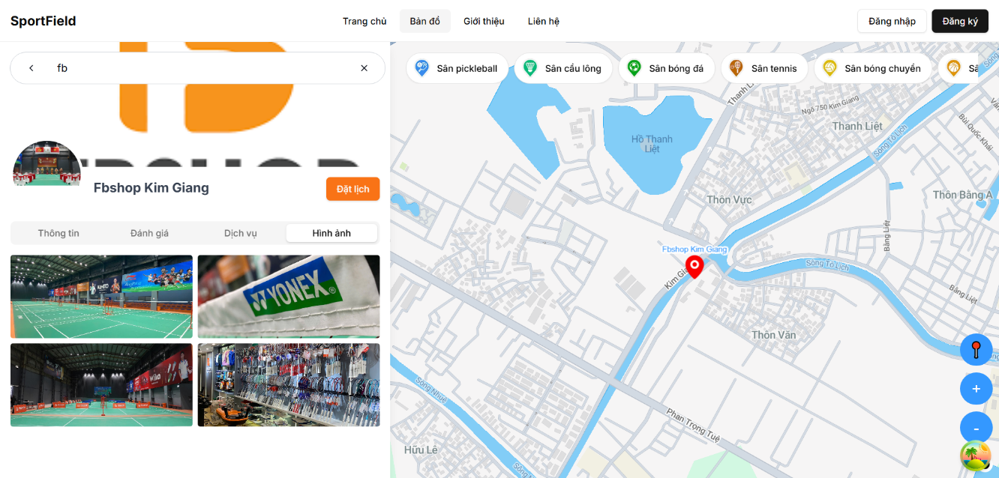 SportField
Trang chủ
Bản đồ
Giới thiệu
Liên hệ
Đăng nhập
Đăng ký
fb
Fbshop Kim Giang
Đặt lịch
Thông tin
Đánh giá
Dịch vụ
Hình ảnh
YONEX®
Sân pickleball
Sân cầu lông
Sân bóng đá
Sân tennis
Sân bóng chuyền
Thanh L
Ngõ 750 Kim Giang
Thanh Liệt
Bùi Quốc Khái
Sông Tô Lịch
Hồ Thanh
Liệt
Thôn Vực
Thôn Bằng A
Bằng Liệt
Fbshop Kim Giang
Kim Gia
Sông Tô Lịch
Bằng Liệt
Thôn Văn
Sông Nhuệ
Phan Trọng Tuệ
Hữu Lê
+
-